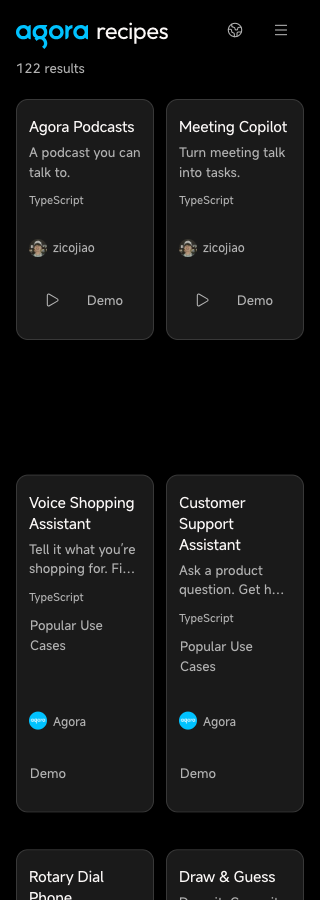 agora recipes
122 results
Agora Podcasts
A podcast you can
talk to.
TypeScript
zicojiao
Demo
Meeting Copilot
Turn meeting talk
into tasks.
TypeScript
zicojiao
Demo
Voice Shopping
Assistant
Tell it what you're
shopping for. Fi...
TypeScript
Popular Use
Cases
Agora
Demo
Customer
Support
Assistant
Ask a product
question. Get h...
TypeScript
Popular Use
Cases
Agora
Demo
Rotary Dial
Phone
Draw & Guess